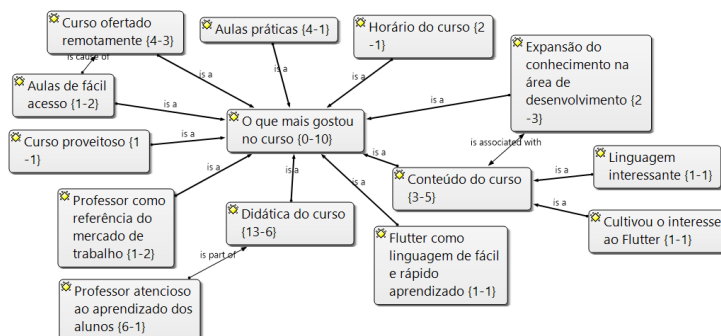 Curso ofertado
remotamente {4-3}
Aulas práticas {4-1}
Horário do curso {2
-1}
Expansão do
conhecimento na
área de
desenvolvimento {2
-3}
is cause of
is a
is a
is a
is a
Aulas de fácil
acesso {1-2}
is a
O que mais gostou
no curso {0-10}
Curso proveitoso {1
-1}
is a
is associated with
Linguagem
interessante {1-1}
is a
is a
Conteúdo do curso
{3-5}
is a
Professor como
referência do
mercado de
trabalho {1-2}
is a
is a
is a
Didática do curso
{13-6}
is a
Cultivou o interesse
ao Flutter {1-1}
Flutter como
linguagem de fácil
e rápido
aprendizado {1-1}
is part of
Professor atencioso
ao aprendizado dos
alunos {6-1}